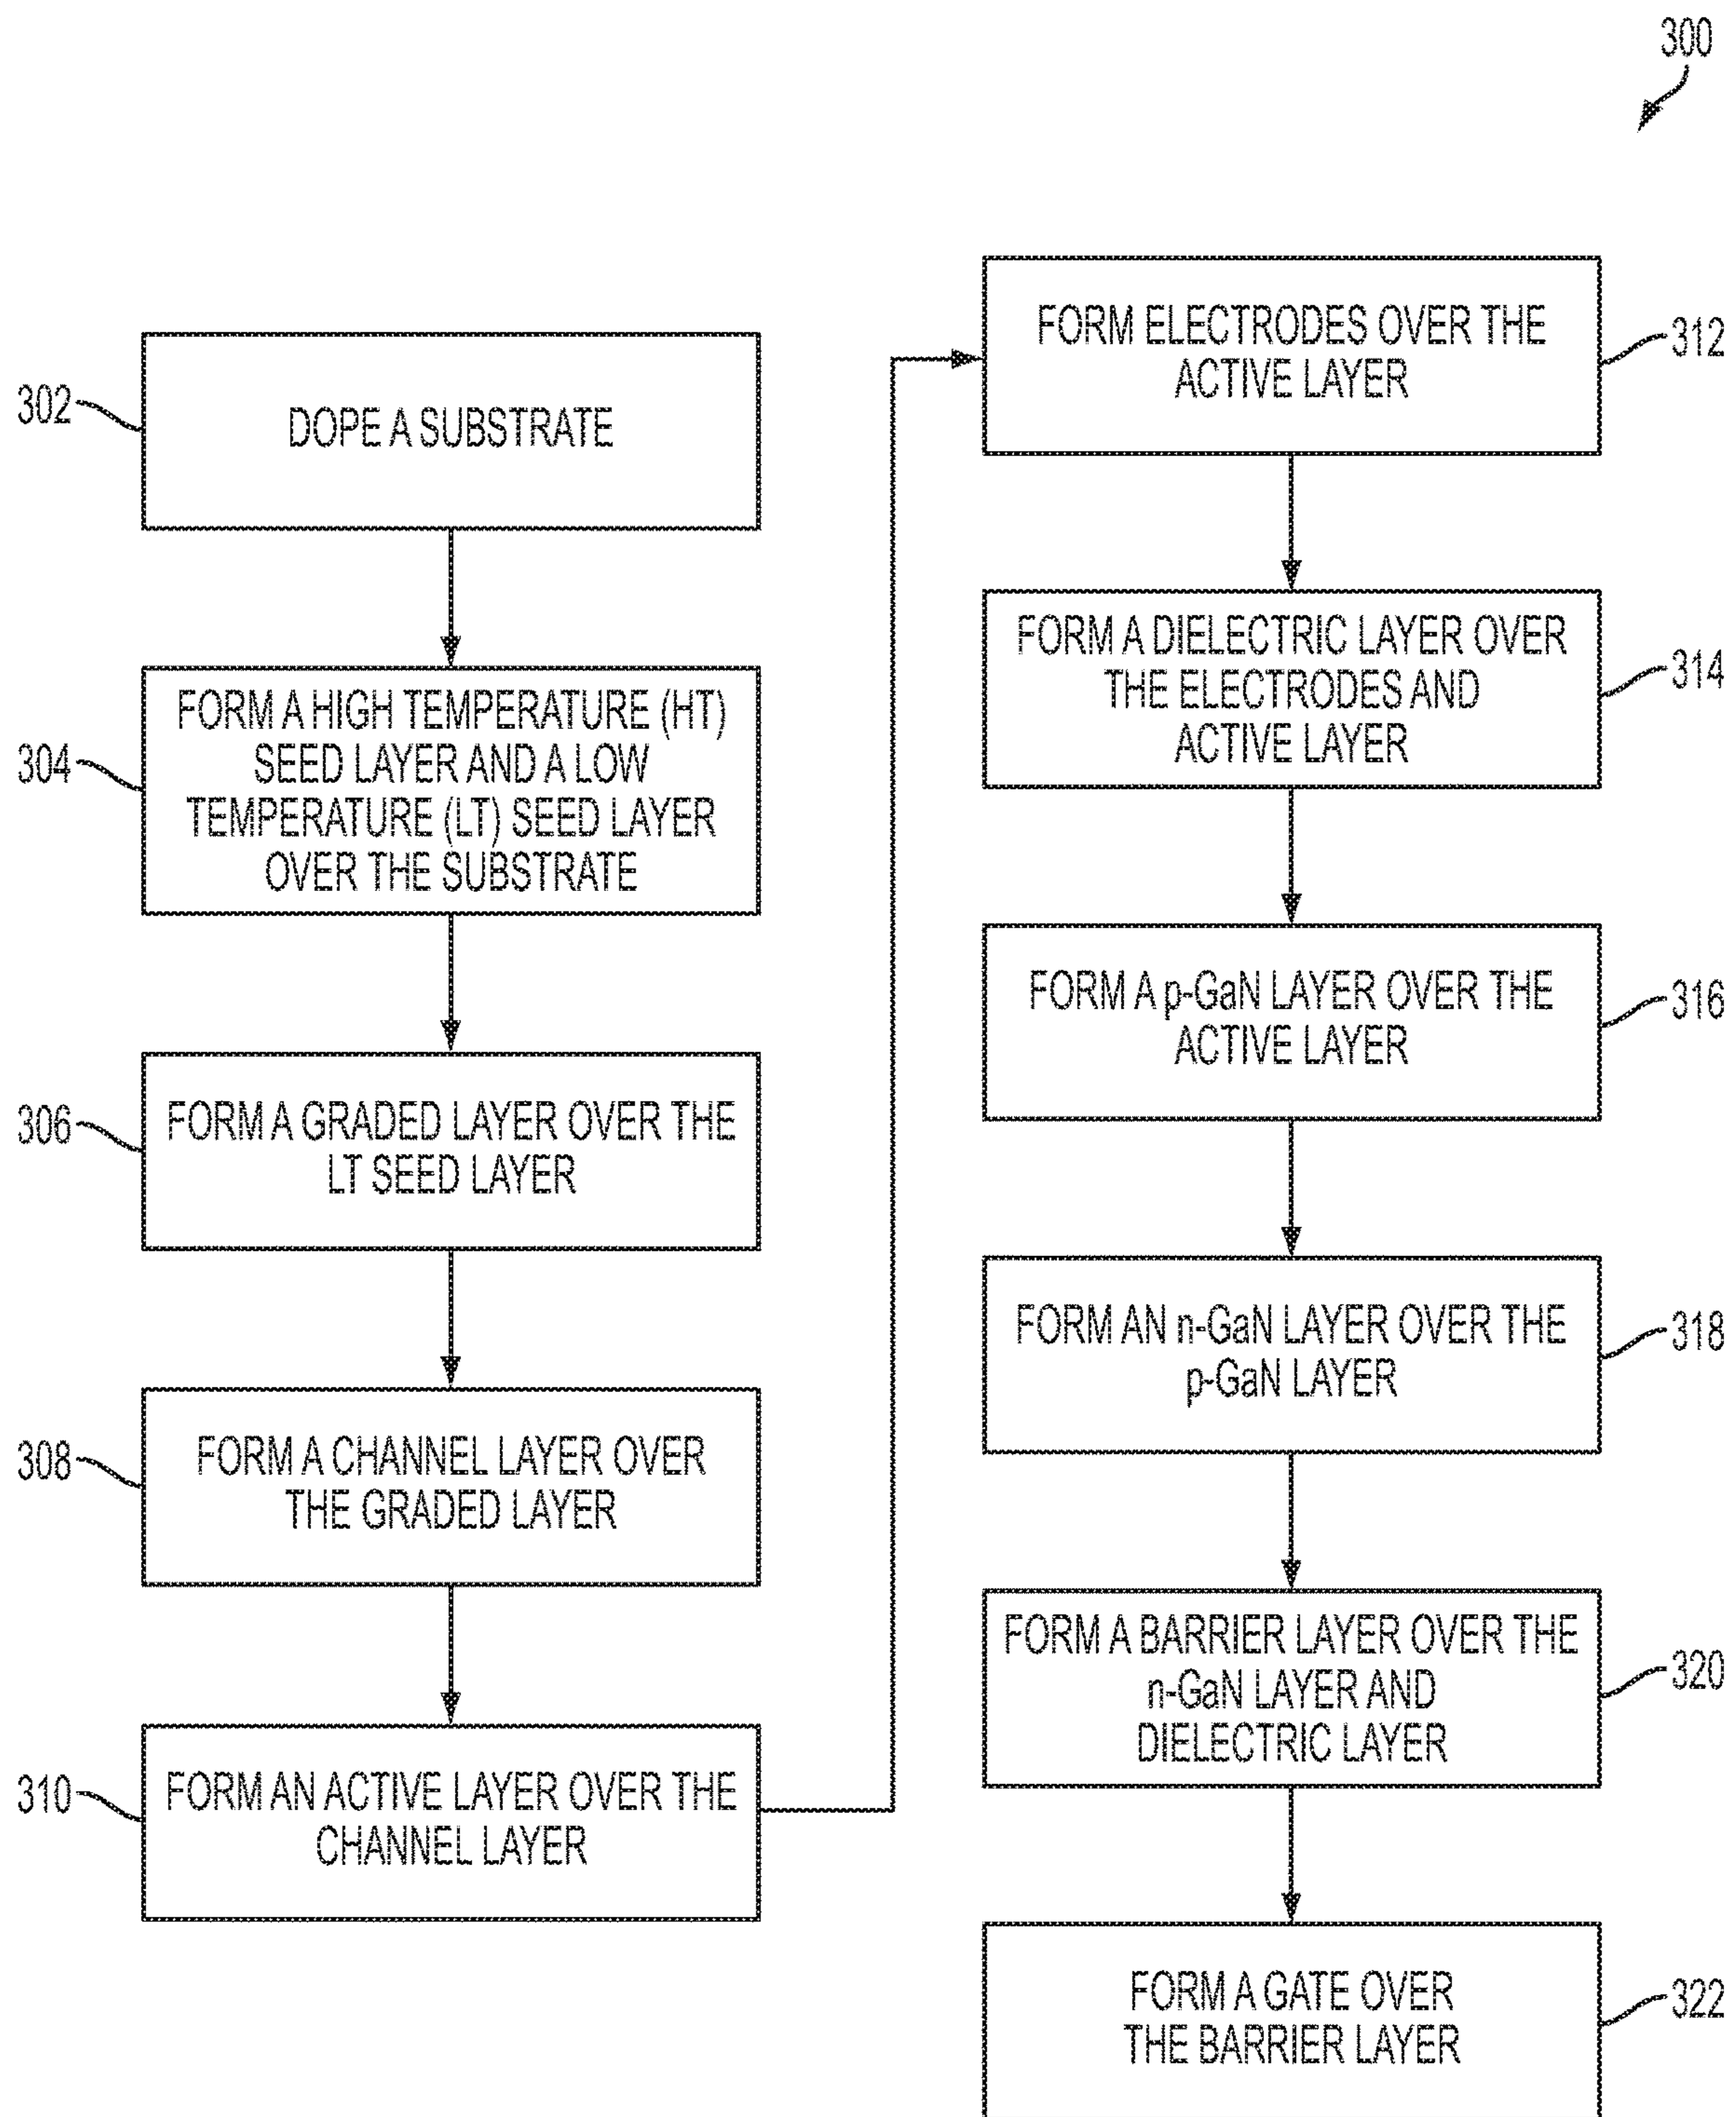 300
302
DOPE A SUBSTRATE
304
FORM A HIGH TEMPERATURE (HT)
SEED LAYER AND A LOW
TEMPERATURE (LT) SEED LAYER
OVER THE SUBSTRATE
306
FORM A GRADED LAYER OVER THE
LT SEED LAYER
308
FORM A CHANNEL LAYER OVER
THE GRADED LAYER
310
FORM AN ACTIVE LAYER OVER THE
CHANNEL LAYER
FORM ELECTRODES OVER THE
ACTIVE LAYER
312
FORM A DIELECTRIC LAYER OVER
THE ELECTRODES AND
ACTIVE LAYER
314
FORM A p-GaN LAYER OVER THE
ACTIVE LAYER
316
FORM AN n-GaN LAYER OVER THE
p-GaN LAYER
318
FORM A BARRIER LAYER OVER THE
n-GaN LAYER AND
DIELECTRIC LAYER
320
FORM A GATE OVER
THE BARRIER LAYER
322